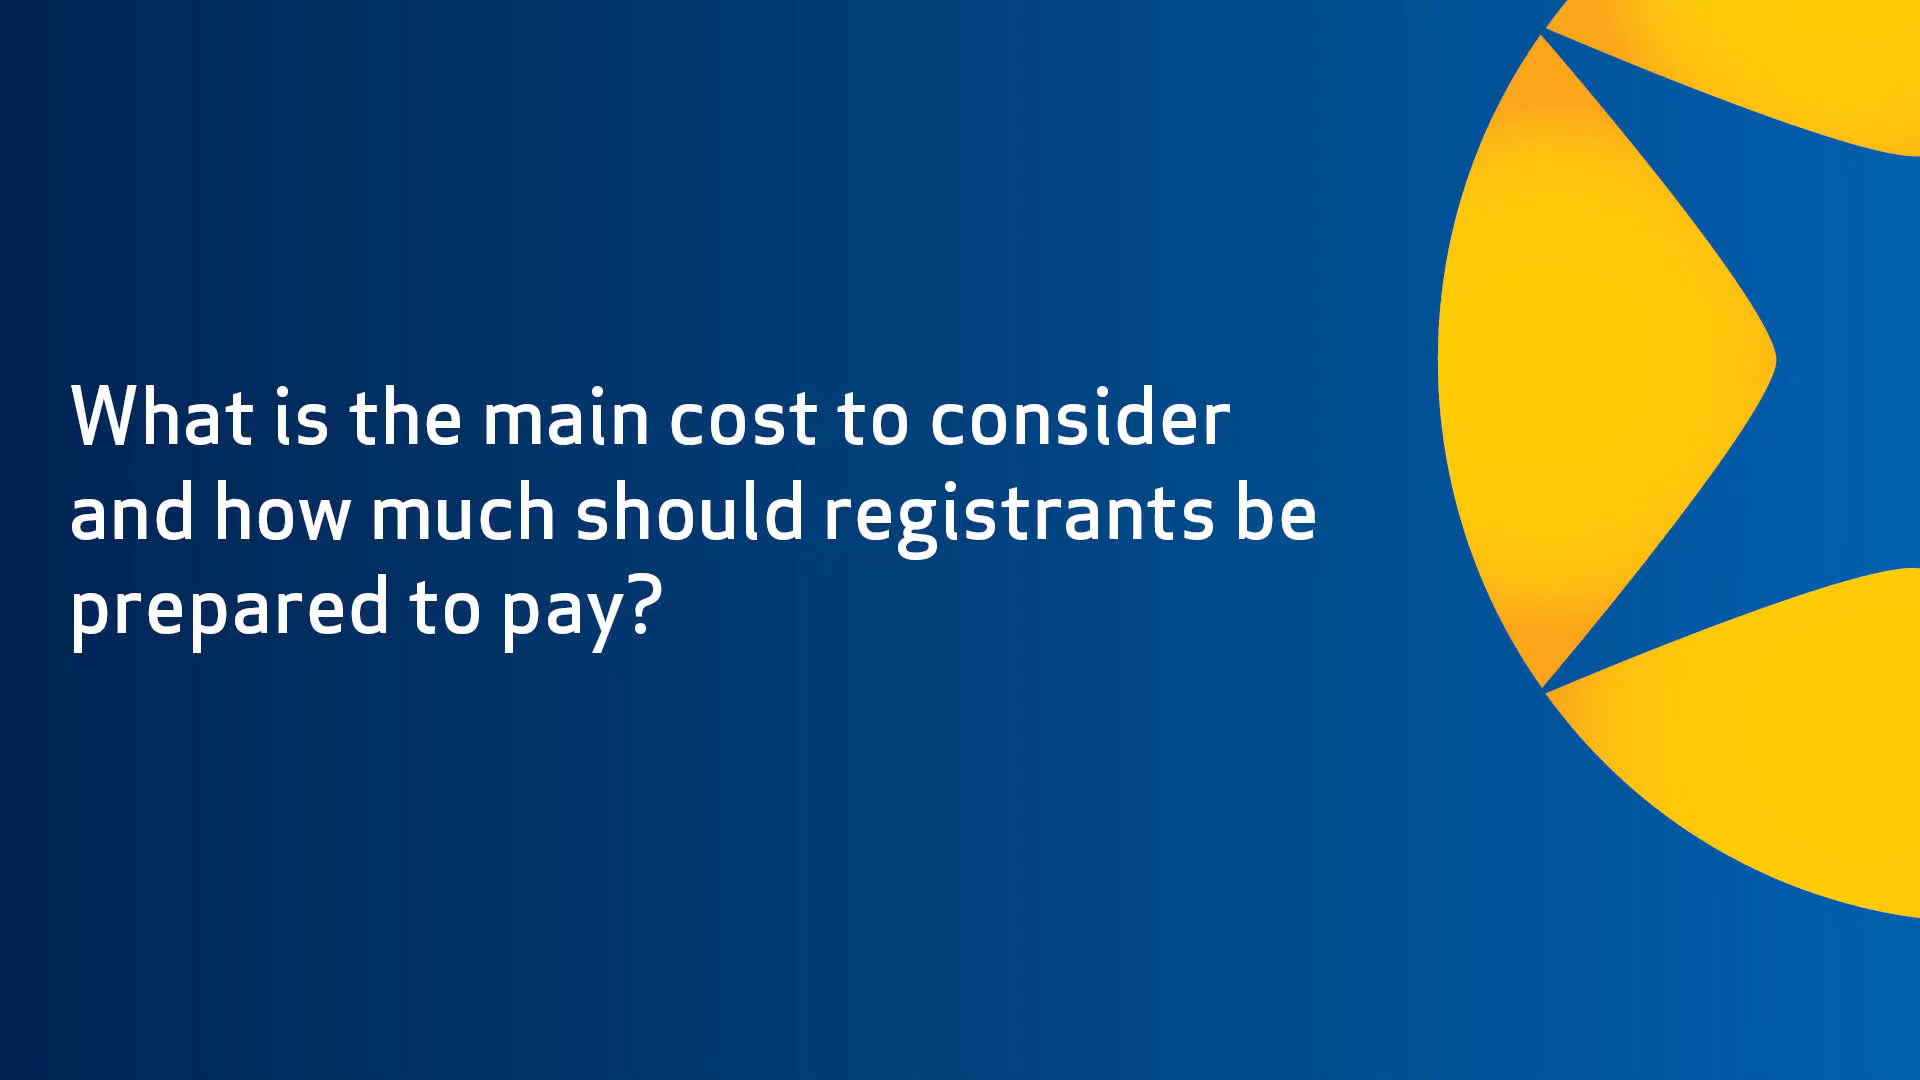 What is the main cost to consider
and how much should registrants be
prepared to pay?